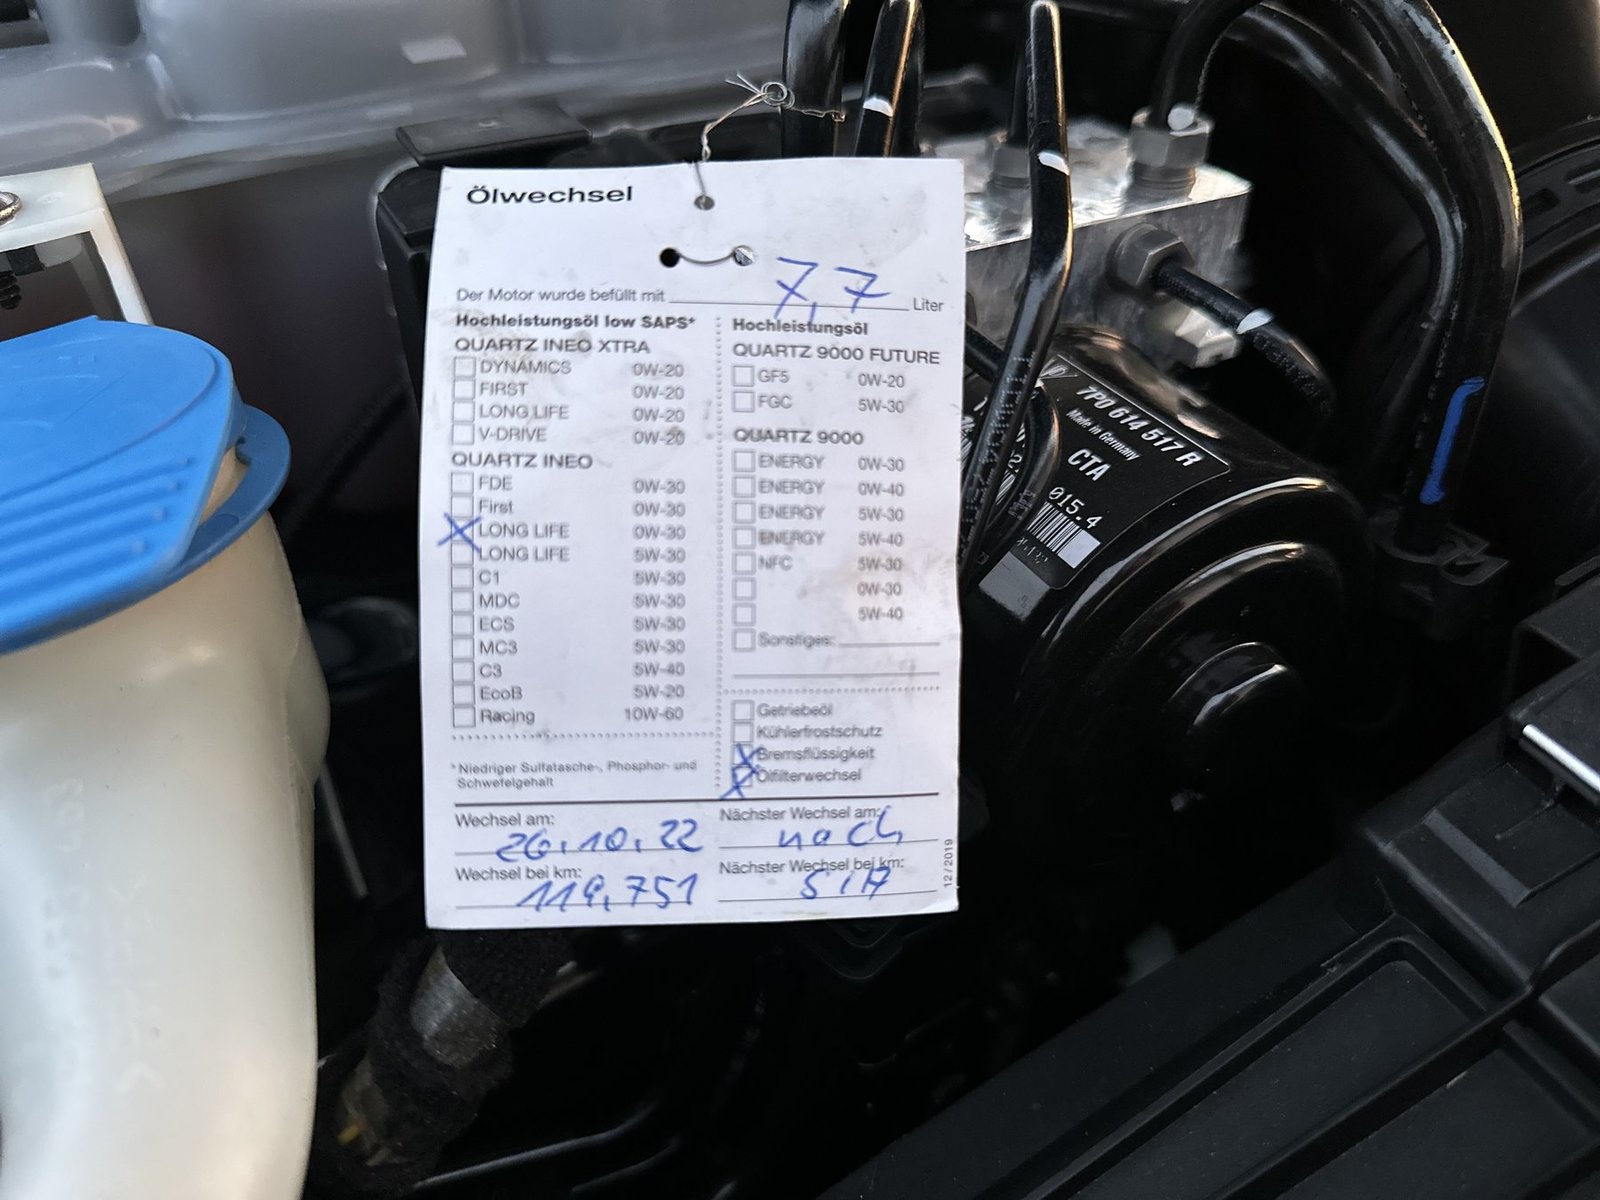 Ölwechsel
Der Motor wurde befüllt mit 7,7 Liter
Hochleistungsöl low SAPS*
QUARTZ INEO XTRA
DYNAMICS 0W-20
FIRST 0W-20
LONG LIFE 0W-20
V-DRIVE 0W-20
QUARTZ INEO
FDE 0W-30
First 0W-30
X LONG LIFE 0W-30
LONG LIFE 5W-30
C1 5W-30
MDC 5W-30
ECS 5W-30
MC3 5W-30
C3 5W-40
EcoB 5W-20
Racing 10W-60
*Niedriger Sulfatasche-, Phosphor- und
Schwefelgehalt
Hochleistungsöl
QUARTZ 9000 FUTURE
GF5 0W-20
FGC 5W-30
QUARTZ 9000
ENERGY 0W-30
ENERGY 0W-40
ENERGY 5W-30
ENERGY 5W-40
NFC 5W-30
0W-30
5W-40
Sonstiges:
Getriebeöl
Kühlerfrostschutz
X Bremsflüssigkeit
X Ölfilterwechsel
Wechsel am:
26.10.22
Wechsel bei km:
119.751
Nächster Wechsel am:
nach
Nächster Wechsel bei km:
12/2019
7P0 614 517 R
Made in Germany
CTA
015.4